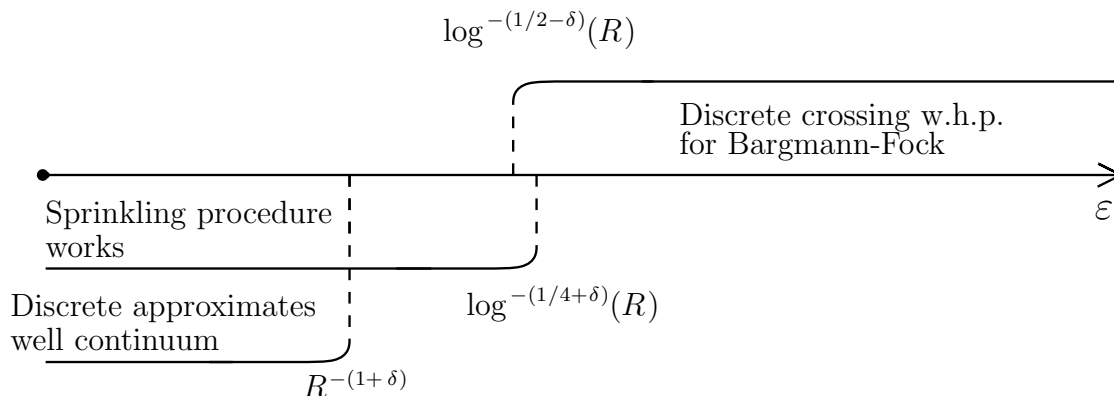 log^{-(1/2-δ)}(R)
Discrete crossing w.h.p.
for Bargmann-Fock
ε
Sprinkling procedure
works
log^{-(1/4+δ)}(R)
Discrete approximates
well continuum
R^{-(1+δ)}